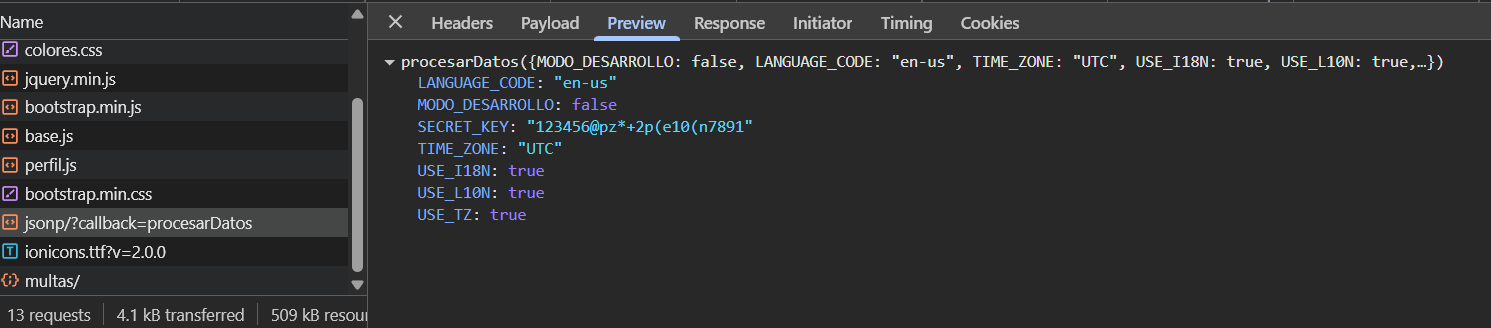 Name
colores.css
jquery.min.js
bootstrap.min.js
base.js
perfil.js
bootstrap.min.css
jsonp/?callback=procesarDatos
ionicons.ttf?v=2.0.0
multas/
13 requests 4.1 kB transferred 509 kB resour
Headers Payload Preview Response Initiator Timing Cookies
procesarDatos({MODO_DESARROLLO: false, LANGUAGE_CODE: "en-us", TIME_ZONE: "UTC", USE_I18N: true, USE_L10N: true,…})
LANGUAGE_CODE: "en-us"
MODO_DESARROLLO: false
SECRET_KEY: "123456@pz*+2p(e10(n7891"
TIME_ZONE: "UTC"
USE_I18N: true
USE_L10N: true
USE_TZ: true